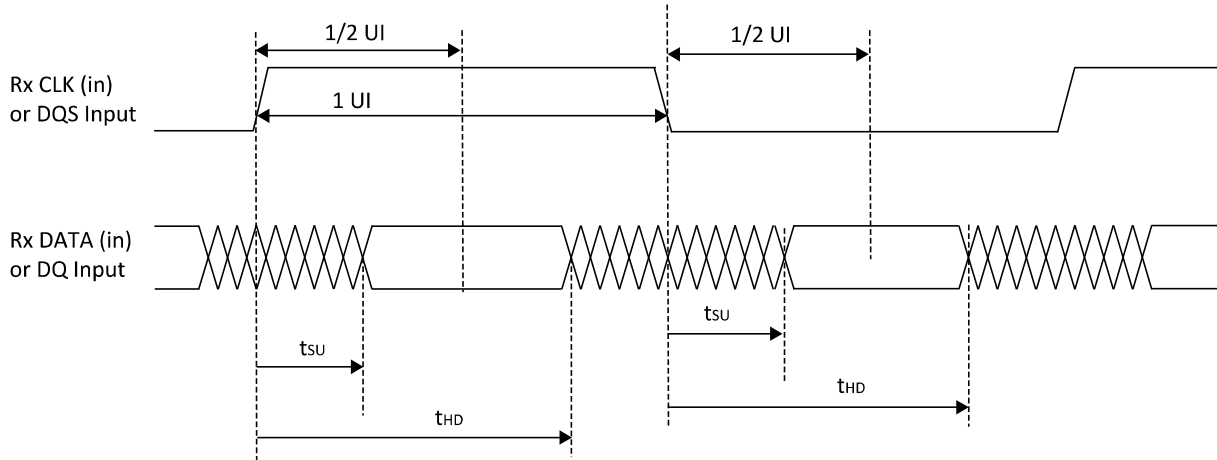 1/2 UI
1/2 UI
Rx CLK (in)
or DQS Input
1 UI
Rx DATA (in)
or DQ Input
tSU
tSU
tHD
tHD